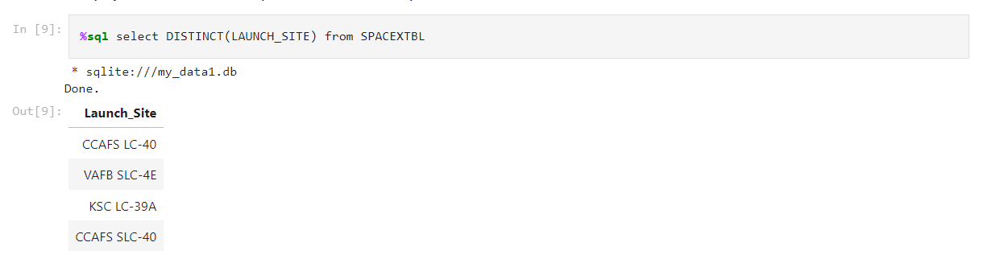 In [9]:
%sql select DISTINCT(LAUNCH_SITE) from SPACEXTBL
* sqlite:///my_data1.db
Done.
Out[9]:
Launch_Site
CCAFS LC-40
VAFB SLC-4E
KSC LC-39A
CCAFS SLC-40